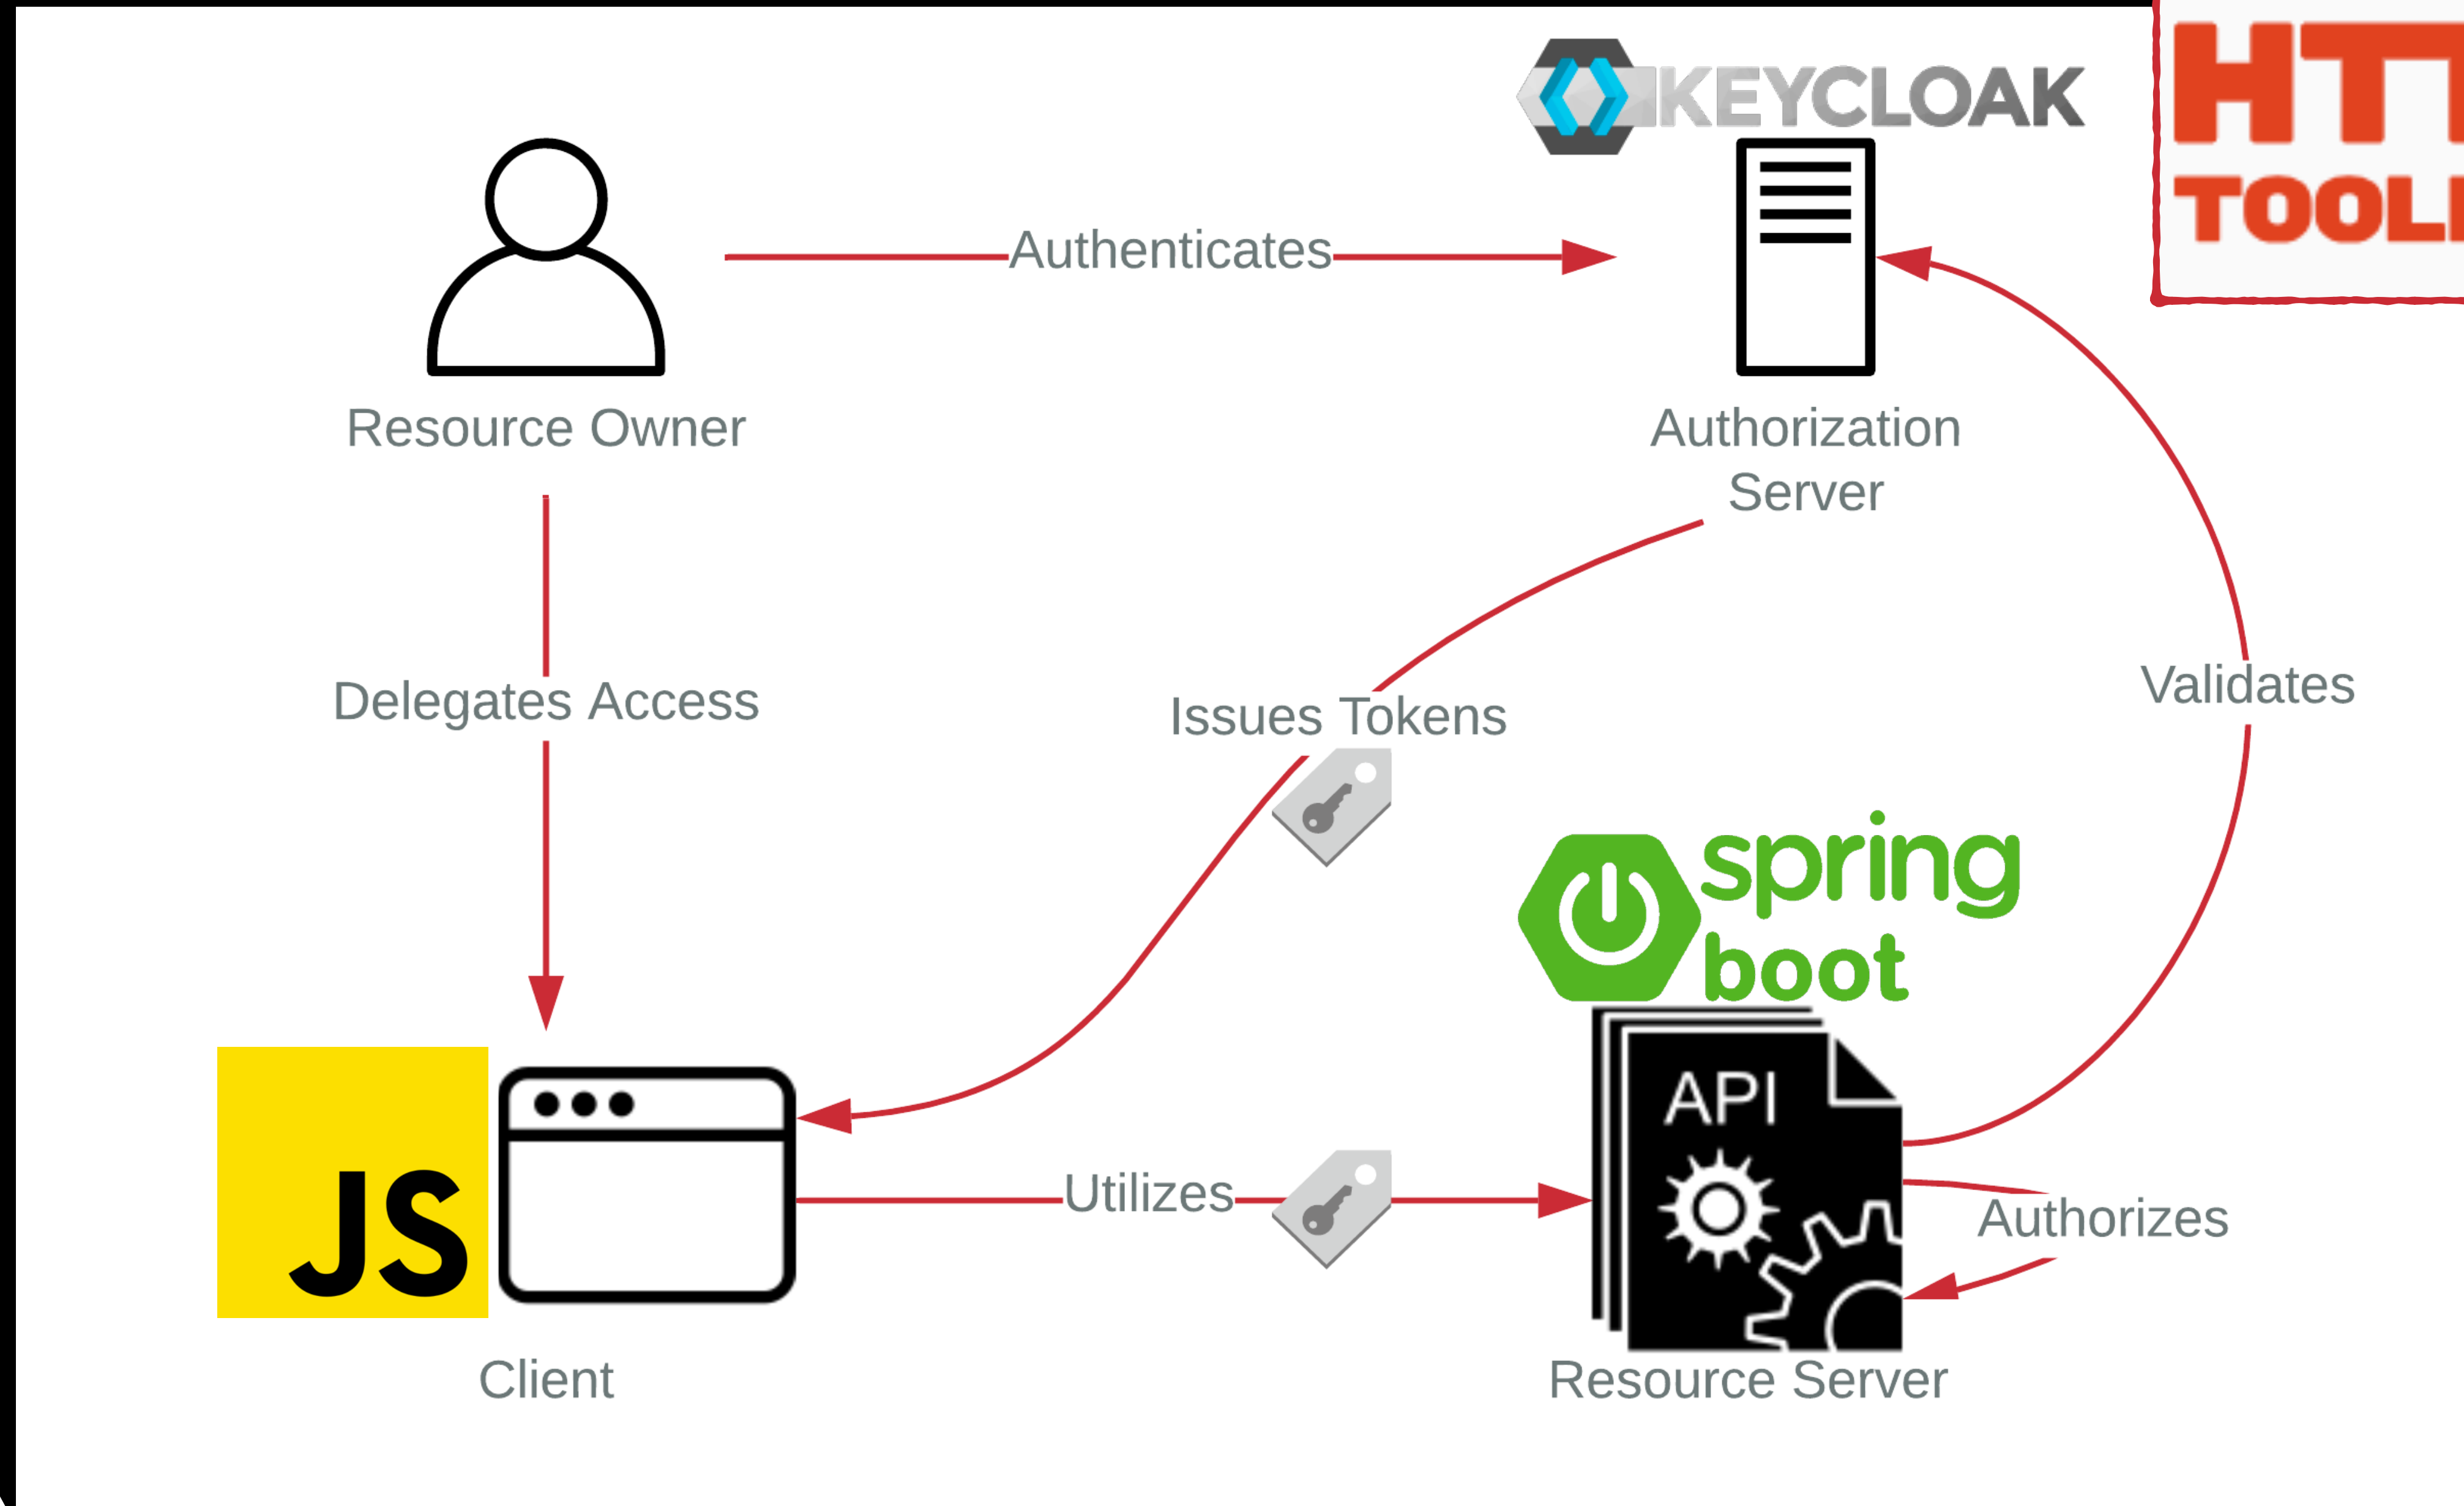 KEYCLOAK
Authenticates
Resource Owner
Authorization
Server
Delegates Access
Issues Tokens
Validates
spring
boot
API
JS
Utilizes
Authorizes
Client
Resource Server